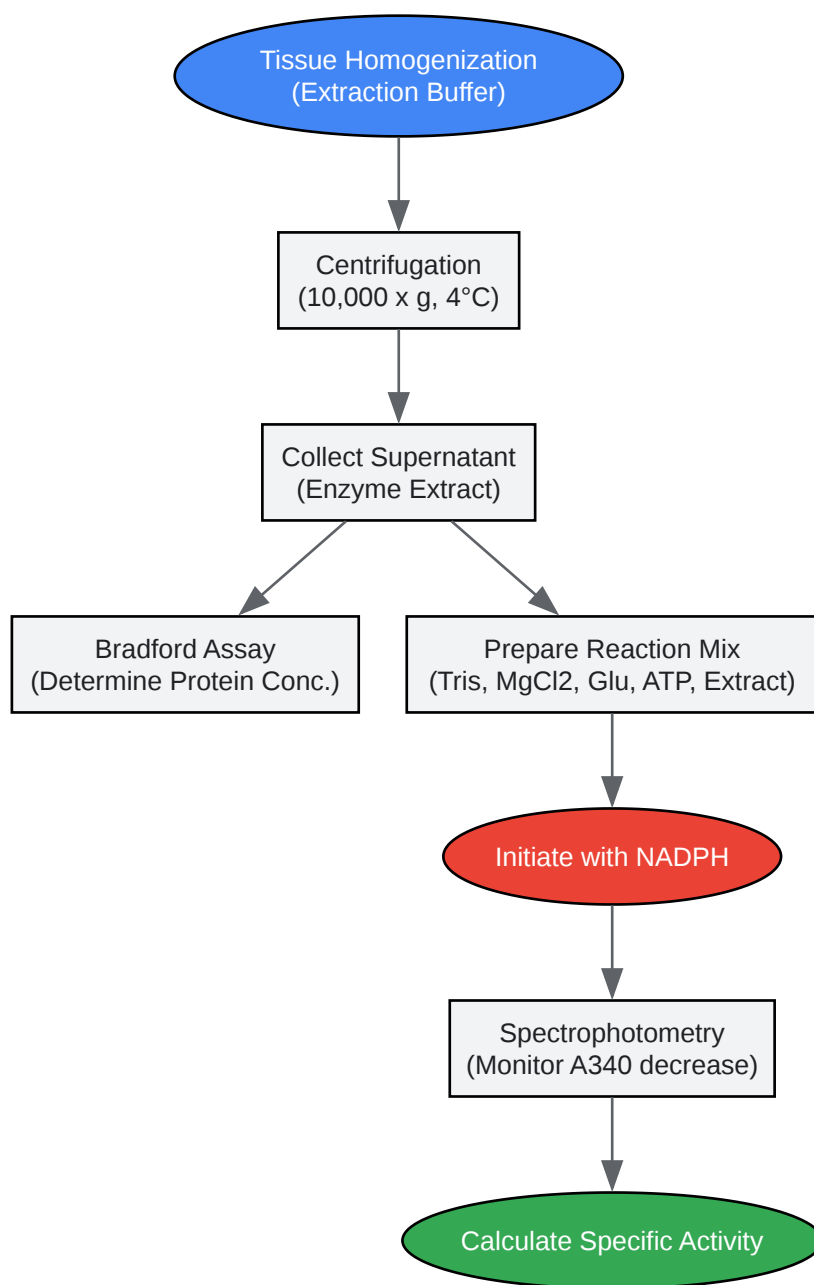 Tissue Homogenization
(Extraction Buffer)
Centrifugation
(10,000 x g, 4°C)
Collect Supernatant
(Enzyme Extract)
Bradford Assay
(Determine Protein Conc.)
Prepare Reaction Mix
(Tris, MgCl2, Glu, ATP, Extract)
Initiate with NADPH
Spectrophotometry
(Monitor A340 decrease)
Calculate Specific Activity